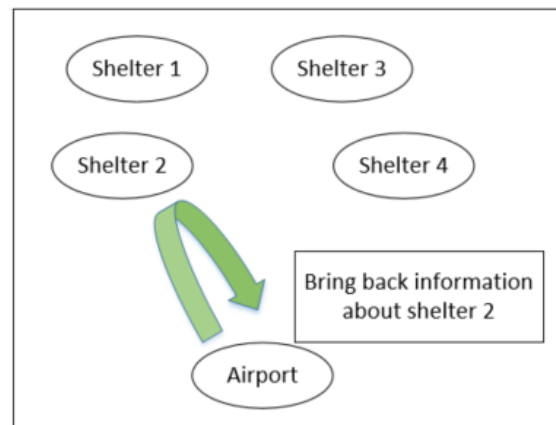 Shelter 1
Shelter 3
Shelter 2
Shelter 4
Bring back information
about shelter 2
Airport